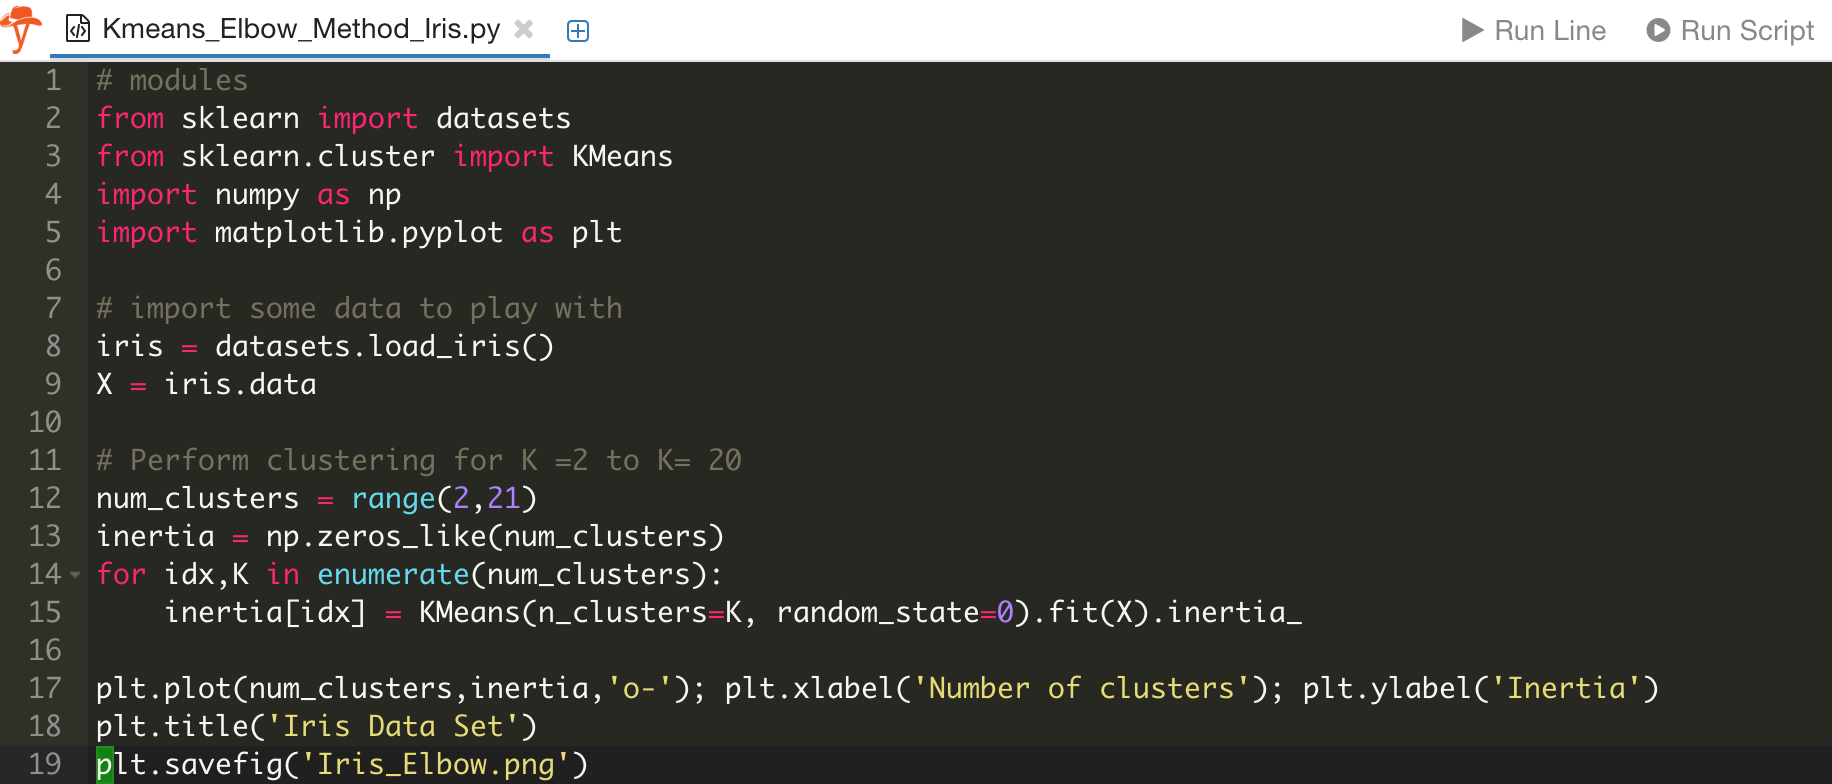 Kmeans_Elbow_Method_Iris.py
Run Line
Run Script
1 # modules
2 from sklearn import datasets
3 from sklearn.cluster import KMeans
4 import numpy as np
5 import matplotlib.pyplot as plt
6
7 # import some data to play with
8 iris = datasets.load_iris()
9 X = iris.data
10
11 # Perform clustering for K =2 to K= 20
12 num_clusters = range(2,21)
13 inertia = np.zeros_like(num_clusters)
14 for idx,K in enumerate(num_clusters):
15     inertia[idx] = KMeans(n_clusters=K, random_state=0).fit(X).inertia_
16
17 plt.plot(num_clusters,inertia,'o-'); plt.xlabel('Number of clusters'); plt.ylabel('Inertia')
18 plt.title('Iris Data Set')
19 plt.savefig('Iris_Elbow.png')